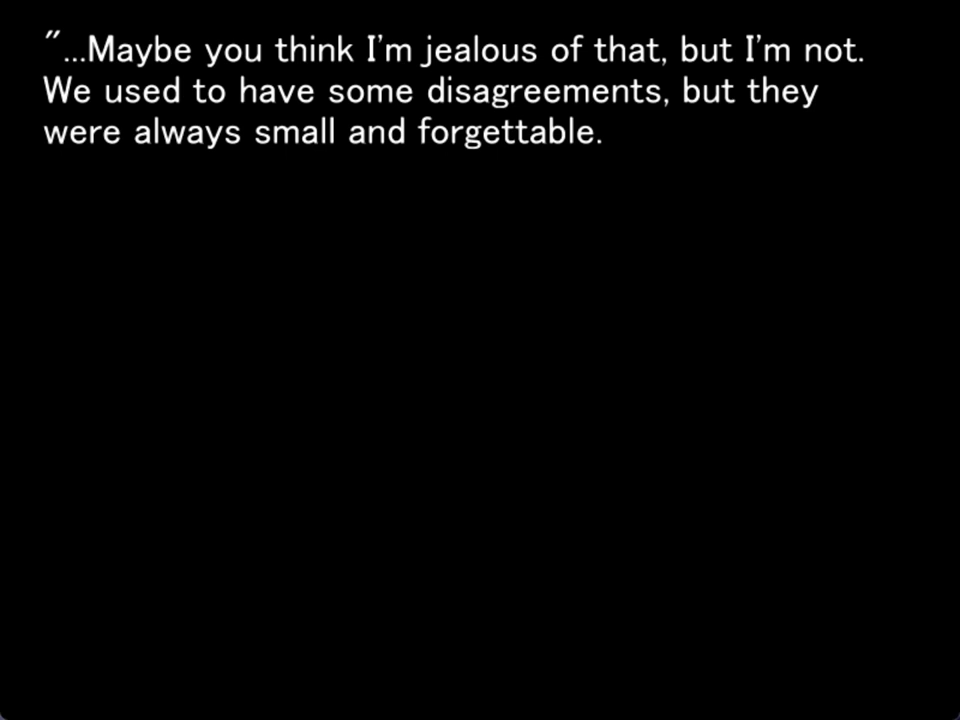 "...Maybe you think I'm jealous of that, but I'm not.
We used to have some disagreements, but they
were always small and forgettable.